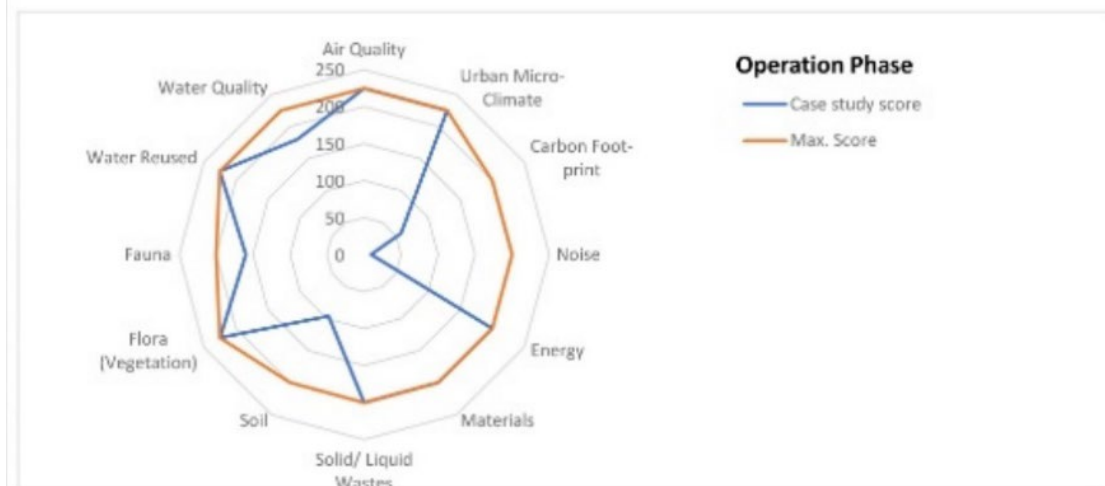 Air Quality
250
Urban Micro-
Climate
Water Quality
200
Operation Phase
Case study score
Max. Score
Water Reused
150
Carbon Foot-
print
100
50
Fauna
0
Noise
Flora
(Vegetation)
Energy
Soil
Materials
Solid/ Liquid
Wastes